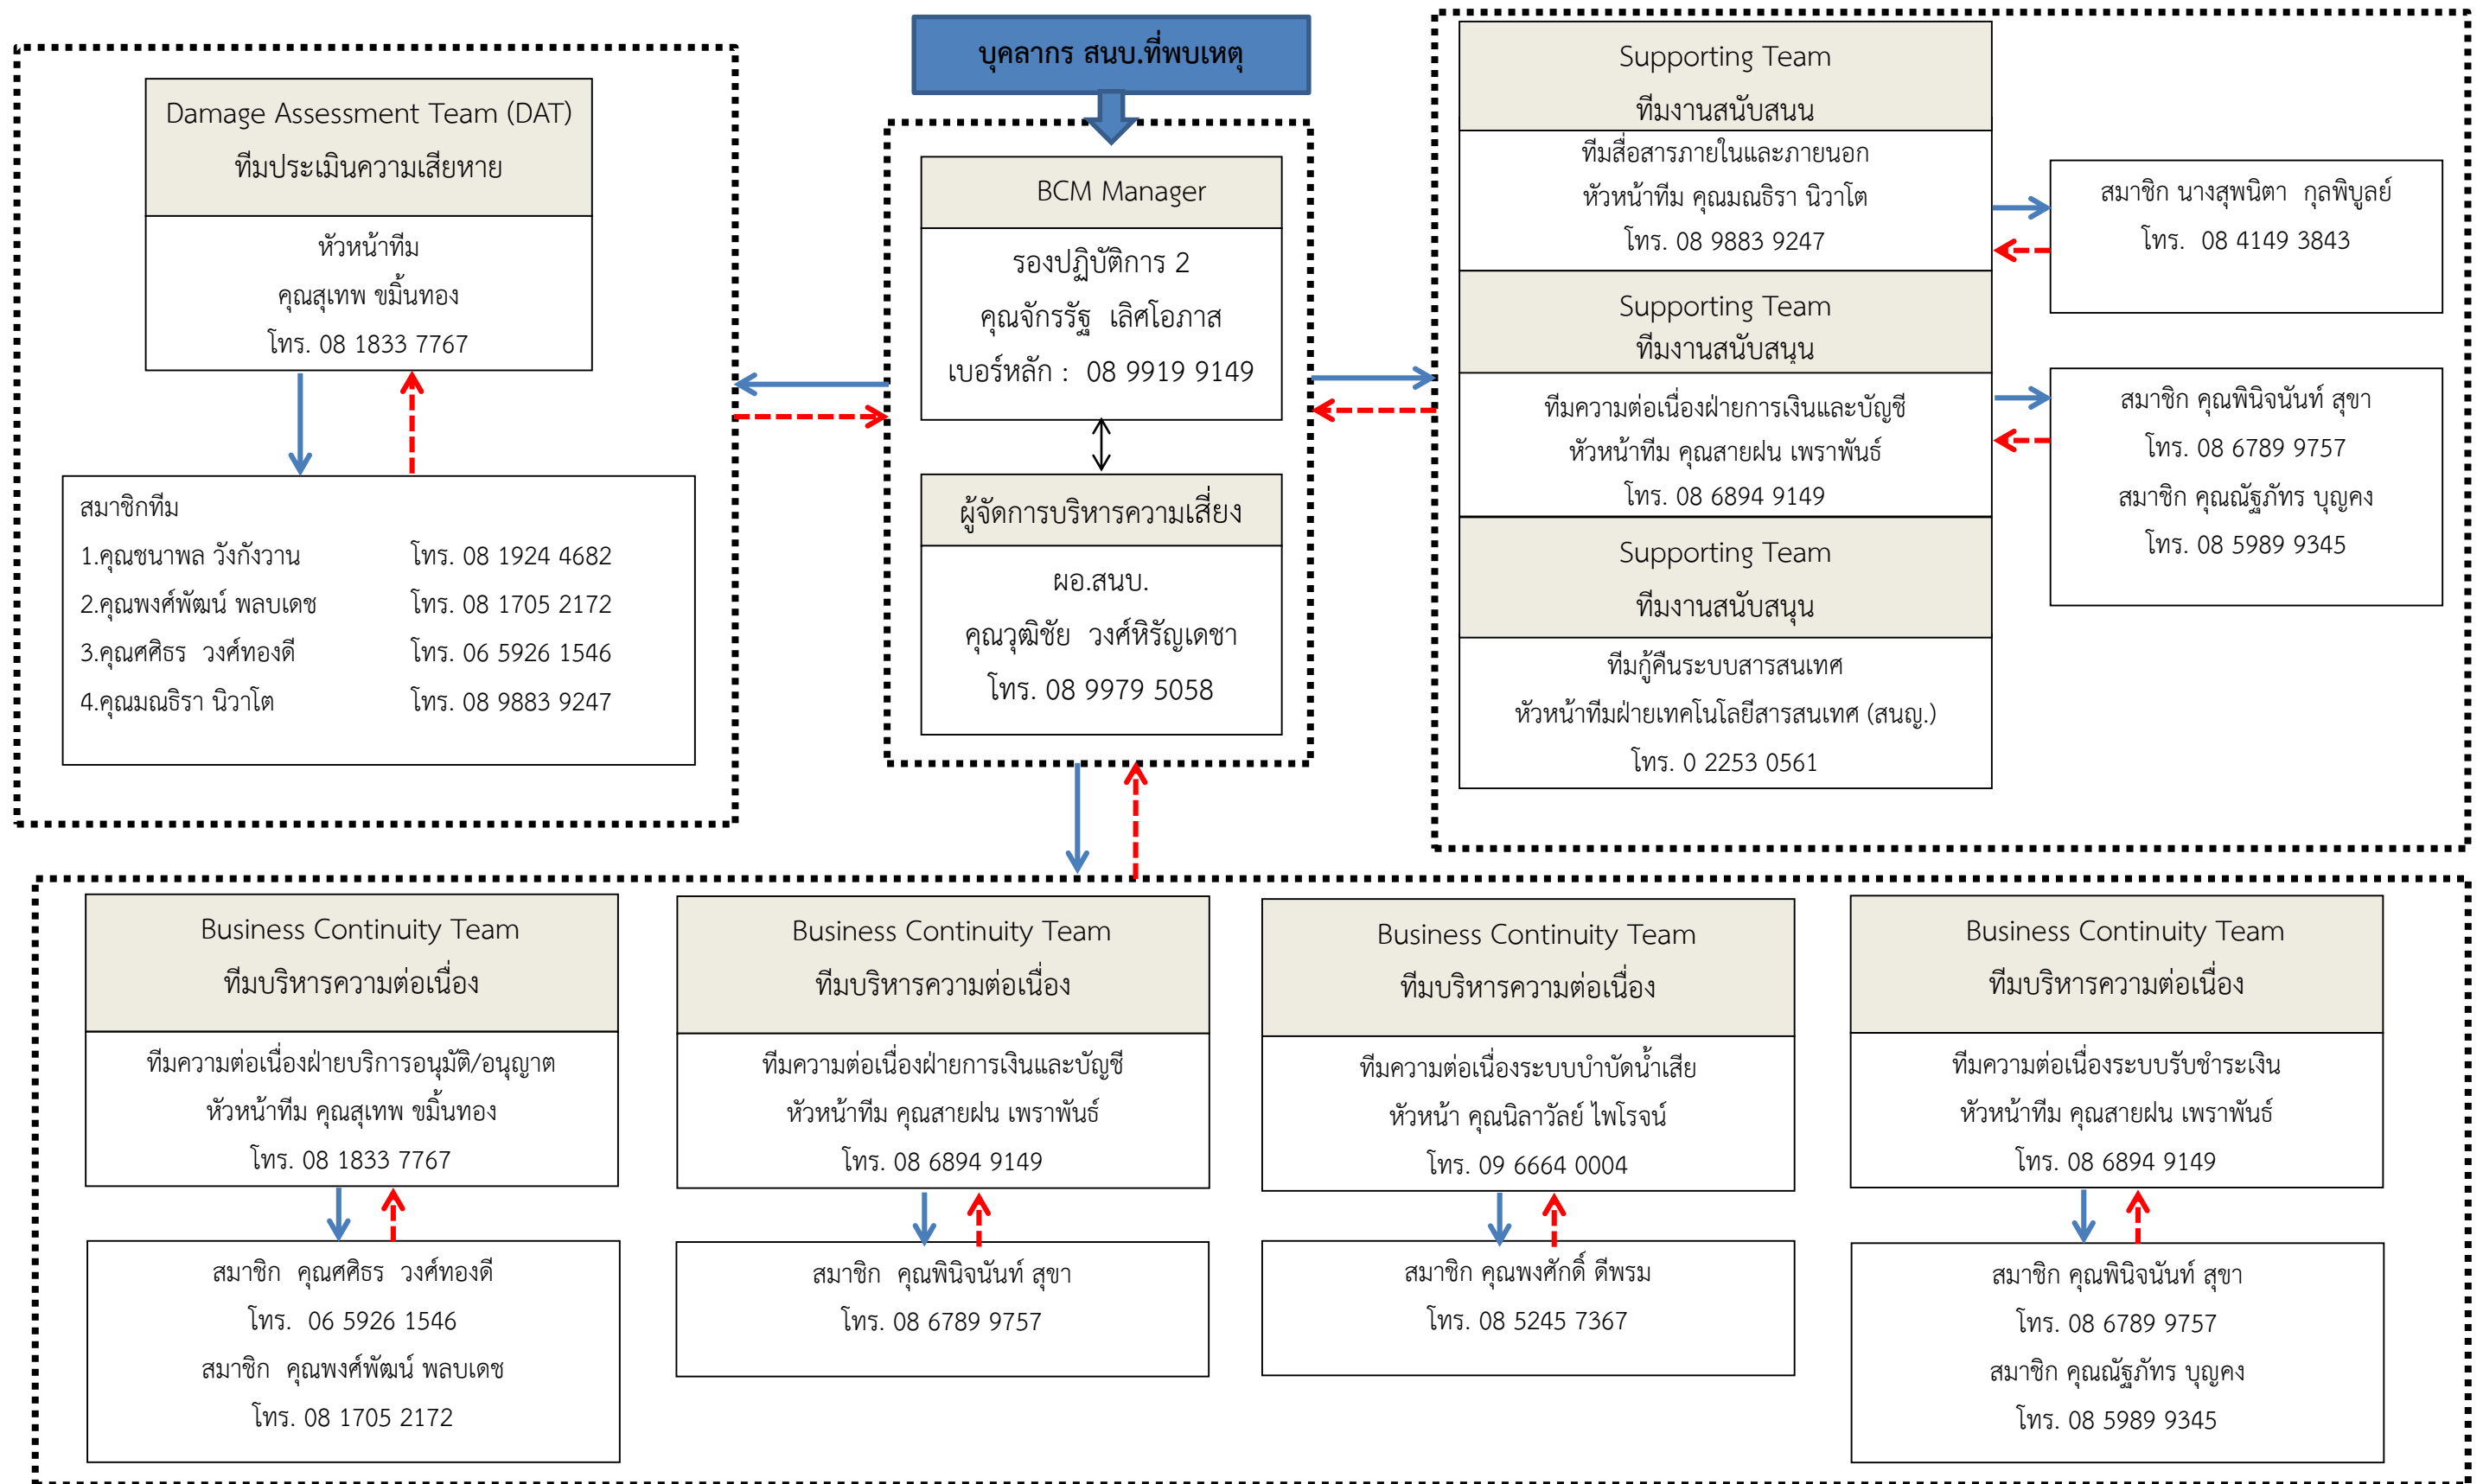 บุคลากร สนบ.ที่พบเหตุ
Damage Assessment Team (DAT)
ทีมประเมินความเสียหาย
หัวหน้าทีม
คุณสุเทพ ขมิ้นทอง
โทร. 08 1833 7767
สมาชิกทีม
1.คุณชนาพล วังกังวาน โทร. 08 1924 4682
2.คุณพงศ์พัฒน์ พลบเดช โทร. 08 1705 2172
3.คุณศศิธร วงศ์ทองดี โทร. 06 5926 1546
4.คุณมณธิรา นิวาโต โทร. 08 9883 9247
BCM Manager
รองปฏิบัติการ 2
คุณจักรรัฐ เลิศโอภาส
เบอร์หลัก : 08 9919 9149
ผู้จัดการบริหารความเสี่ยง
ผอ.สนบ.
คุณวุฒิชัย วงศ์หิรัญเดชา
โทร. 08 9979 5058
Supporting Team
ทีมงานสนับสนน
ทีมสื่อสารภายในและภายนอก
หัวหน้าทีม คุณมณธิรา นิวาโต
โทร. 08 9883 9247
สมาชิก นางสุพนิตา กุลพิบูลย์
โทร. 08 4149 3843
Supporting Team
ทีมงานสนับสนุน
ทีมความต่อเนื่องฝ่ายการเงินและบัญชี
หัวหน้าทีม คุณสายฝน เพราพันธ์
โทร. 08 6894 9149
สมาชิก คุณพินิจนันท์ สุขา
โทร. 08 6789 9757
สมาชิก คุณณัฐภัทร บุญคง
โทร. 08 5989 9345
Supporting Team
ทีมงานสนับสนุน
ทีมกู้คืนระบบสารสนเทศ
หัวหน้าทีมฝ่ายเทคโนโลยีสารสนเทศ (สนญ.)
โทร. 0 2253 0561
Business Continuity Team
ทีมบริหารความต่อเนื่อง
ทีมความต่อเนื่องฝ่ายบริการอนุมัติ/อนุญาต
หัวหน้าทีม คุณสุเทพ ขมิ้นทอง
โทร. 08 1833 7767
สมาชิก คุณศศิธร วงศ์ทองดี
โทร. 06 5926 1546
สมาชิก คุณพงศ์พัฒน์ พลบเดช
โทร. 08 1705 2172
Business Continuity Team
ทีมบริหารความต่อเนื่อง
ทีมความต่อเนื่องฝ่ายการเงินและบัญชี
หัวหน้าทีม คุณสายฝน เพราพันธ์
โทร. 08 6894 9149
สมาชิก คุณพินิจนันท์ สุขา
โทร. 08 6789 9757
Business Continuity Team
ทีมบริหารความต่อเนื่อง
ทีมความต่อเนื่องระบบบำบัดน้ำเสีย
หัวหน้า คุณนิลาวัลย์ ไพโรจน์
โทร. 09 6664 0004
สมาชิก คุณพงศักดิ์ ดีพรม
โทร. 08 5245 7367
Business Continuity Team
ทีมบริหารความต่อเนื่อง
ทีมความต่อเนื่องระบบรับชำระเงิน
หัวหน้าทีม คุณสายฝน เพราพันธ์
โทร. 08 6894 9149
สมาชิก คุณพินิจนันท์ สุขา
โทร. 08 6789 9757
สมาชิก คุณณัฐภัทร บุญคง
โทร. 08 5989 9345